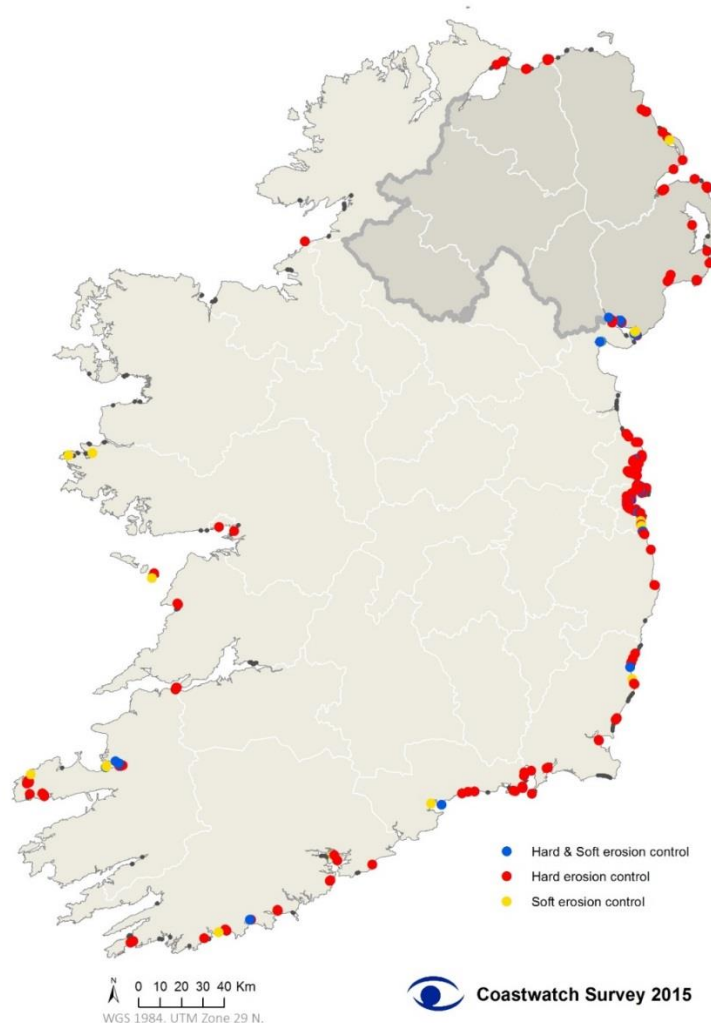 Hard & Soft erosion control
Hard erosion control
Soft erosion control
N
0 10 20 30 40 Km
WGS 1984. UTM Zone 29 N.
Coastwatch Survey 2015